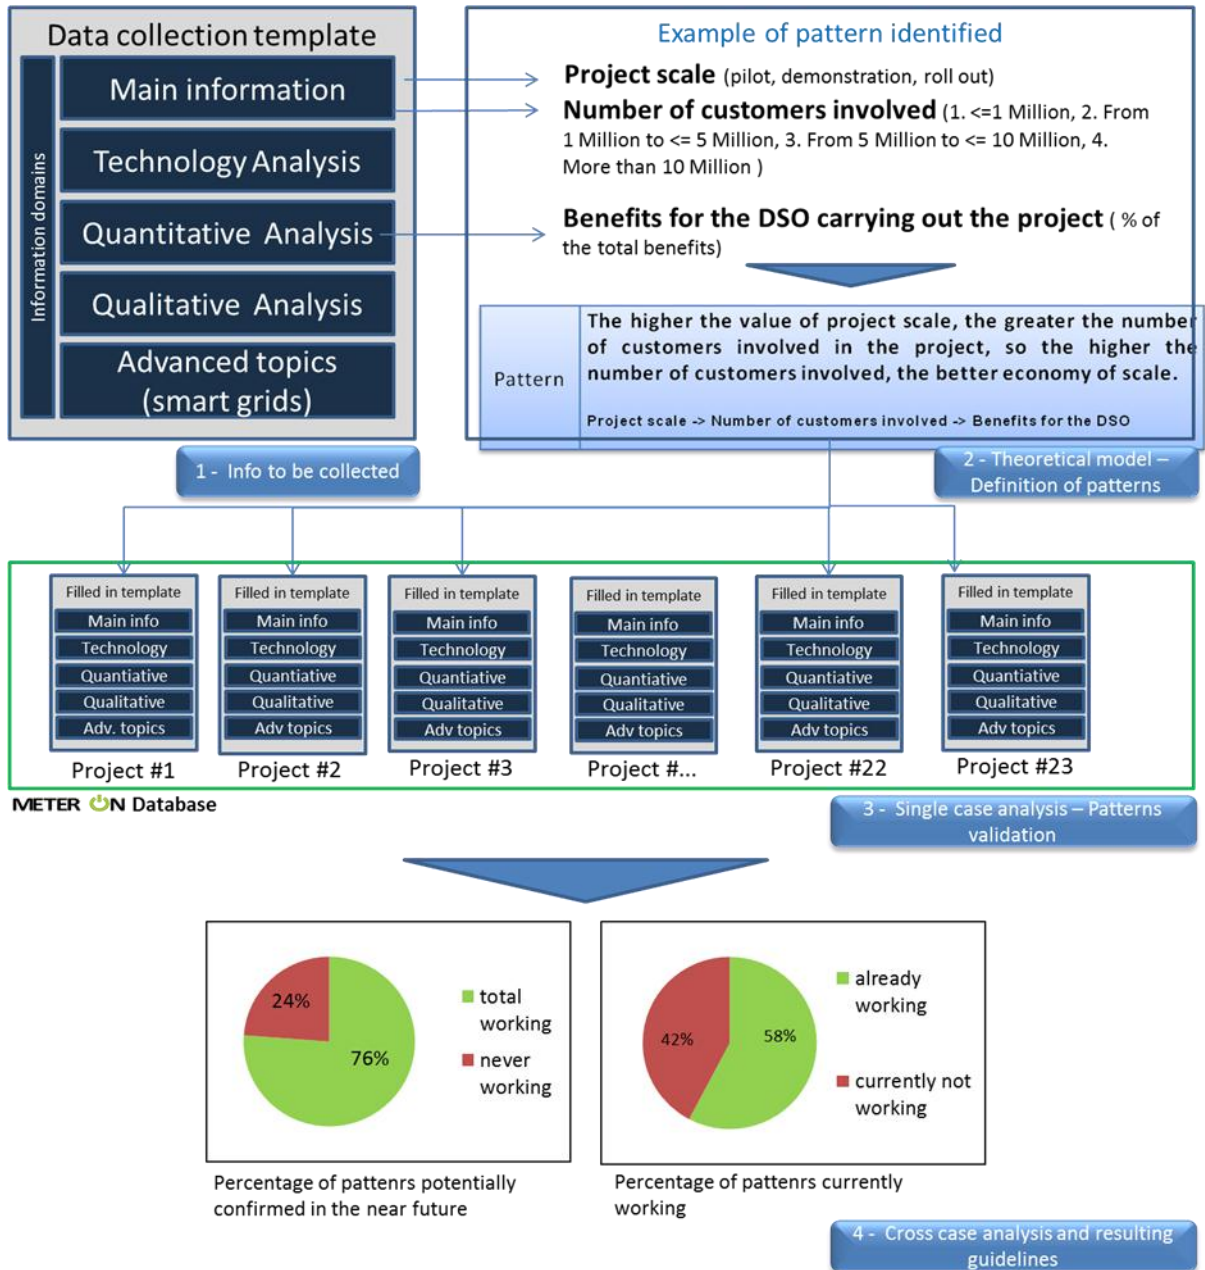 Data collection template
Information domains
Main information
Technology Analysis
Quantitative Analysis
Qualitative Analysis
Advanced topics
(smart grids)
1 - Info to be collected
Example of pattern identified
Project scale (pilot, demonstration, roll out)
Number of customers involved (1. <=1 Million, 2. From
1 Million to <= 5 Million, 3. From 5 Million to <= 10 Million, 4.
More than 10 Million )
Benefits for the DSO carrying out the project ( % of
the total benefits)
Pattern
The higher the value of project scale, the greater the number
of customers involved in the project, so the higher the
number of customers involved, the better economy of scale.
Project scale -> Number of customers involved -> Benefits for the DSO
2 - Theoretical model –
Definition of patterns
Filled in template
Main info
Technology
Quantiative
Qualitative
Adv. topics
Project #1
Filled in template
Main info
Technology
Quantiative
Qualitative
Adv topics
Project #2
Filled in template
Main info
Technology
Quantiative
Qualitative
Adv topics
Project #3
Filled in template
Main info
Technology
Quantiative
Qualitative
Adv topics
Project #...
Filled in template
Main info
Technology
Quantiative
Qualitative
Adv topics
Project #22
Filled in template
Main info
Technology
Quantiative
Qualitative
Adv topics
Project #23
METER ON Database
3 - Single case analysis – Patterns
validation
24%
76%
total
working
never
working
Percentage of pattenrs potentially
confirmed in the near future
42%
58%
already
working
currently not
working
Percentage of pattenrs currently
working
4 - Cross case analysis and resulting
guidelines